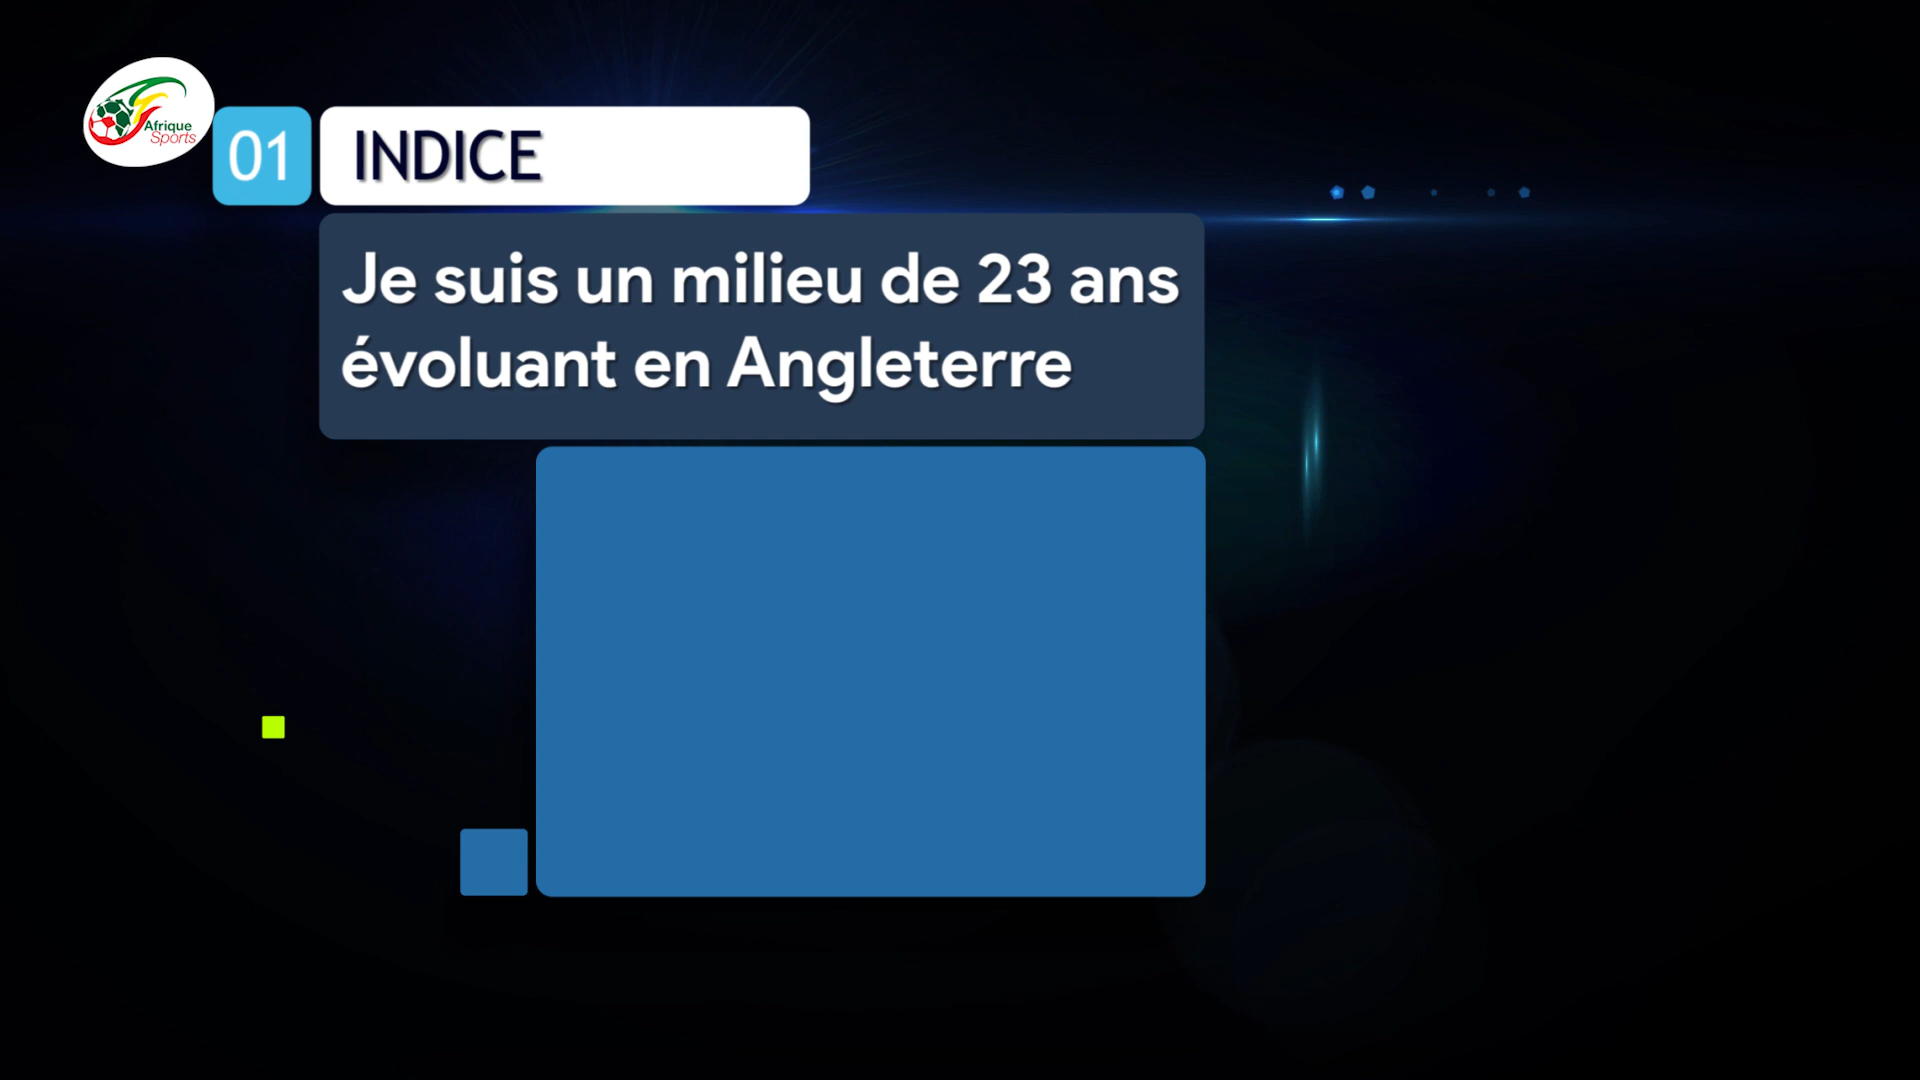 Afrique
Sports
01 INDICE
Je suis un milieu de 23 ans
évoluant en Angleterre